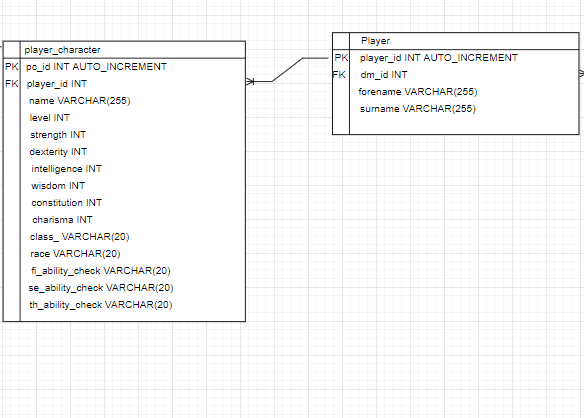 player_character
PK pc_id INT AUTO_INCREMENT
FK player_id INT
name VARCHAR(255)
level INT
strength INT
dexterity INT
intelligence INT
wisdom INT
constitution INT
charisma INT
class_ VARCHAR(20)
race VARCHAR(20)
fi_ability_check VARCHAR(20)
se_ability_check VARCHAR(20)
th_ability_check VARCHAR(20)
Player
PK player_id INT AUTO_INCREMENT
FK dm_id INT
forename VARCHAR(255)
surname VARCHAR(255)